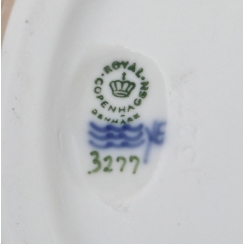 ROYAL
COPENHAGEN
DENMARK
3277